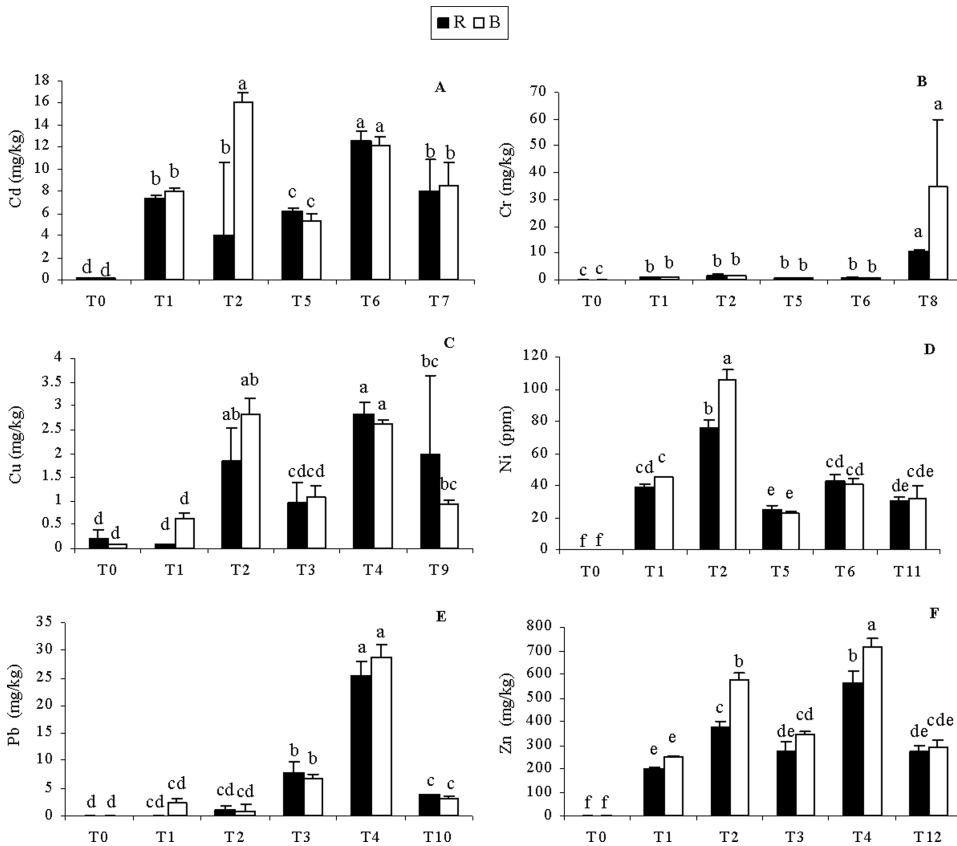 R B
A
Cd (mg/kg)
18
16
14
12
10
8
6
4
2
0
d d b b b a c c a a b b
T0 T1 T2 T5 T6 T7
B
Cr (mg/kg)
70
60
50
40
30
20
10
0
c c b b b b b b b b a a
T0 T1 T2 T5 T6 T8
C
Cu (mg/kg)
4
3.5
3
2.5
2
1.5
1
0.5
0
d d d d ab ab cd cd a a bc bc
T0 T1 T2 T3 T4 T9
D
Ni (ppm)
120
100
80
60
40
20
0
f f cd c b a e e cd cd de cde
T0 T1 T2 T5 T6 T11
E
Pb (mg/kg)
35
30
25
20
15
10
5
0
d d cd cd cd cd b b a a c c
T0 T1 T2 T3 T4 T10
F
Zn (mg/kg)
800
700
600
500
400
300
200
100
0
f f e e c b de cd b a de cde
T0 T1 T2 T3 T4 T12